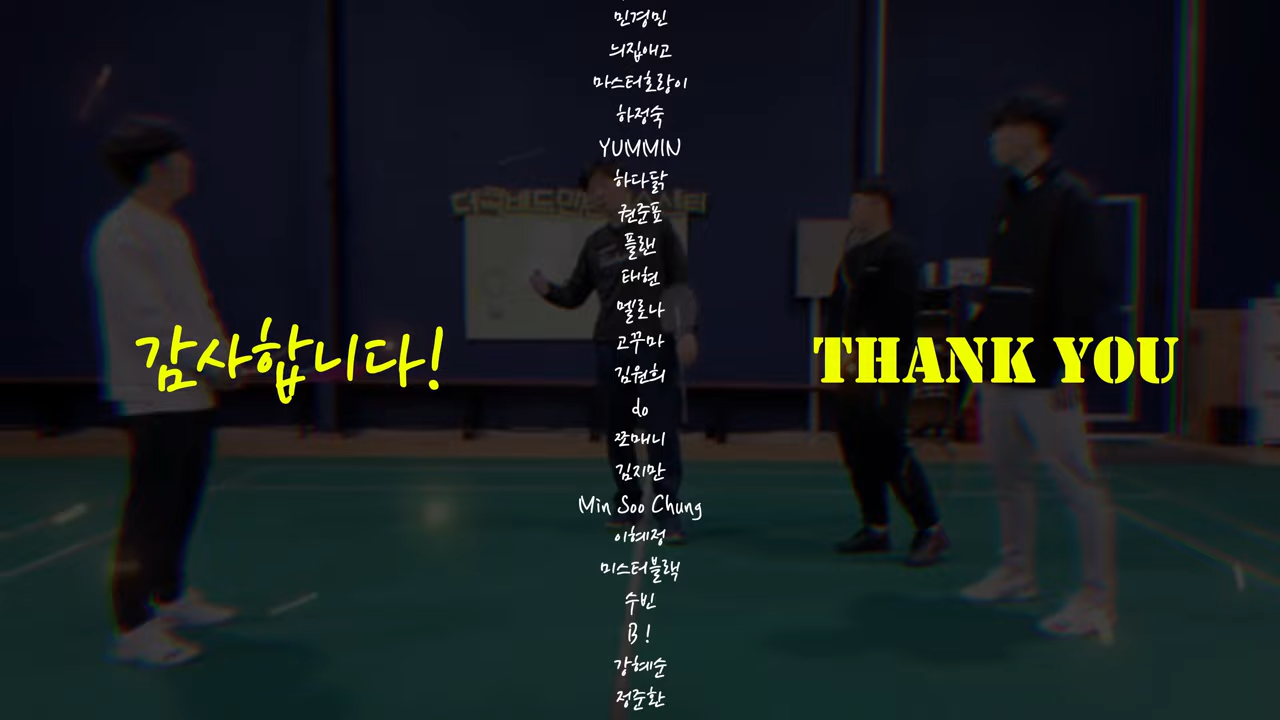 민경민
늬집애고
마스터호랑이
하정숙
YUMMIN
하다닭
권준표
플랜
태현
멜로나
고꾸마
김원희
do
쪼매니
김지만
Min Soo Chung
이혜정
미스터블랙
수빈
B !
강혜순
정준환
감사합니다!
THANK YOU